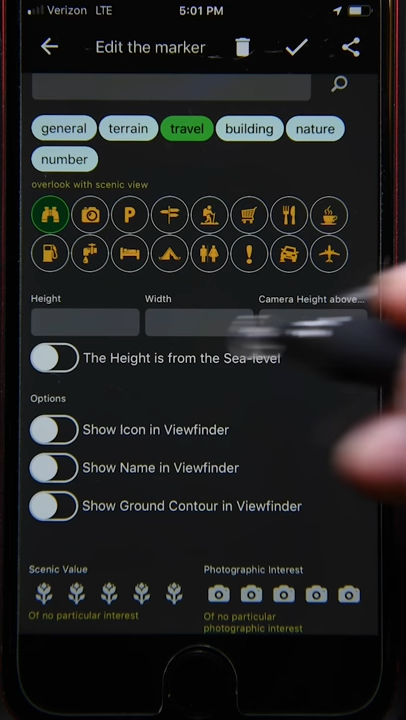 Verizon LTE 5:01 PM
Edit the marker
general terrain travel building nature
number
overlook with scenic view
P
Height Width Camera Height above...
The Height is from the Sea-level
Options
Show Icon in Viewfinder
Show Name in Viewfinder
Show Ground Contour in Viewfinder
Scenic Value Photographic Interest
Of no particular interest Of no particular
photographic interest